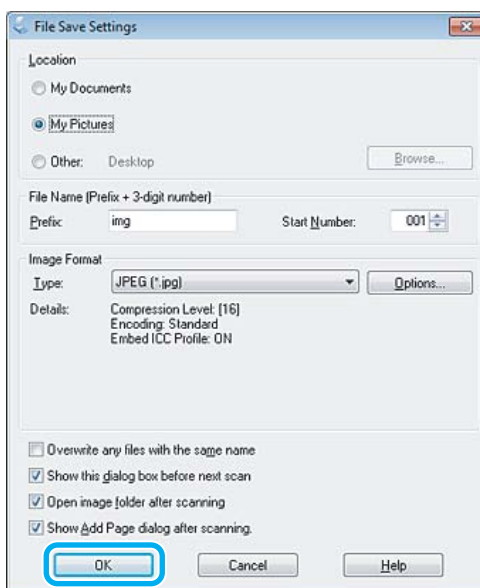 File Save Settings
Location
My Documents
My Pictures
Other: Desktop Browse...
File Name (Prefix + 3-digit number)
Prefix: img Start Number: 001
Image Format
Type: JPEG (*.jpg) Options...
Details: Compression Level: [16]
Encoding: Standard
Embed ICC Profile: ON
Overwrite any files with the same name
Show this dialog box before next scan
Open image folder after scanning
Show Add Page dialog after scanning.
OK Cancel Help